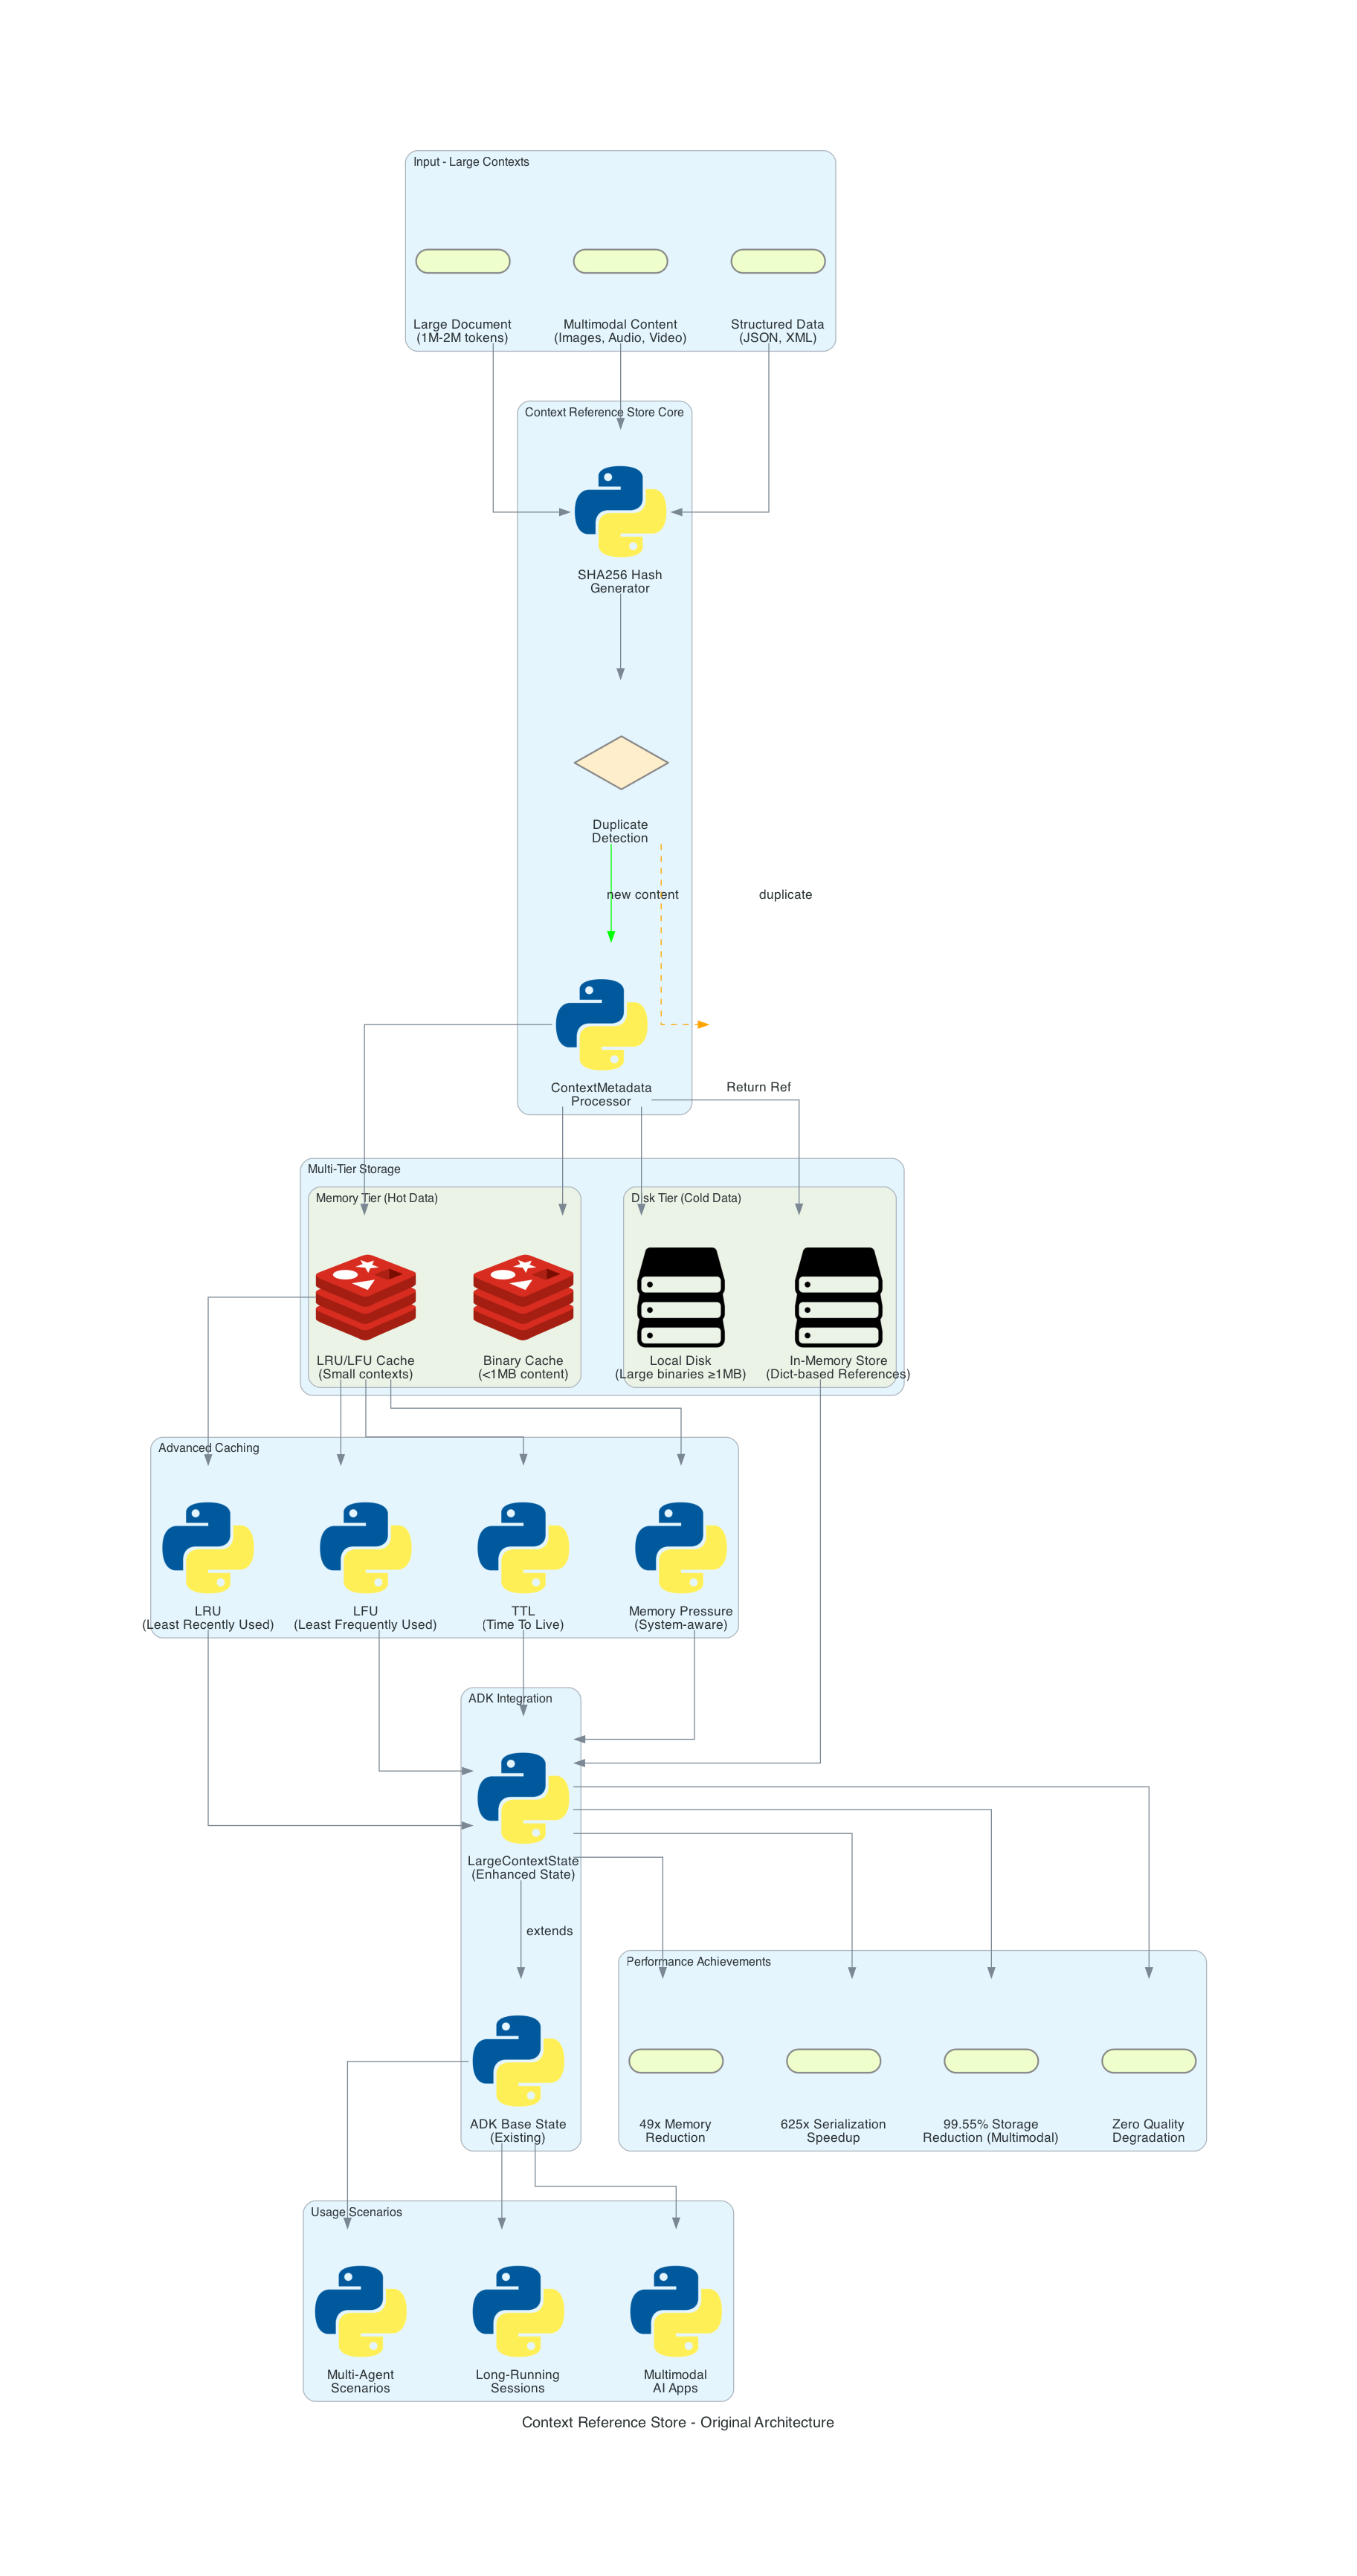 Input - Large Contexts
Large Document
(1M-2M tokens)
Multimodal Content
(Images, Audio, Video)
Structured Data
(JSON, XML)
Context Reference Store Core
SHA256 Hash
Generator
Duplicate
Detection
new content
duplicate
ContextMetadata
Processor
Return Ref
Multi-Tier Storage
Memory Tier (Hot Data)
Disk Tier (Cold Data)
LRU/LFU Cache
(Small contexts)
Binary Cache
(<1MB content)
Local Disk
(Large binaries ≥1MB)
In-Memory Store
(Dict-based References)
Advanced Caching
LRU
(Least Recently Used)
LFU
(Least Frequently Used)
TTL
(Time To Live)
Memory Pressure
(System-aware)
ADK Integration
LargeContextState
(Enhanced State)
extends
Performance Achievements
ADK Base State
(Existing)
49x Memory
Reduction
625x Serialization
Speedup
99.55% Storage
Reduction (Multimodal)
Zero Quality
Degradation
Usage Scenarios
Multi-Agent
Scenarios
Long-Running
Sessions
Multimodal
AI Apps
Context Reference Store - Original Architecture